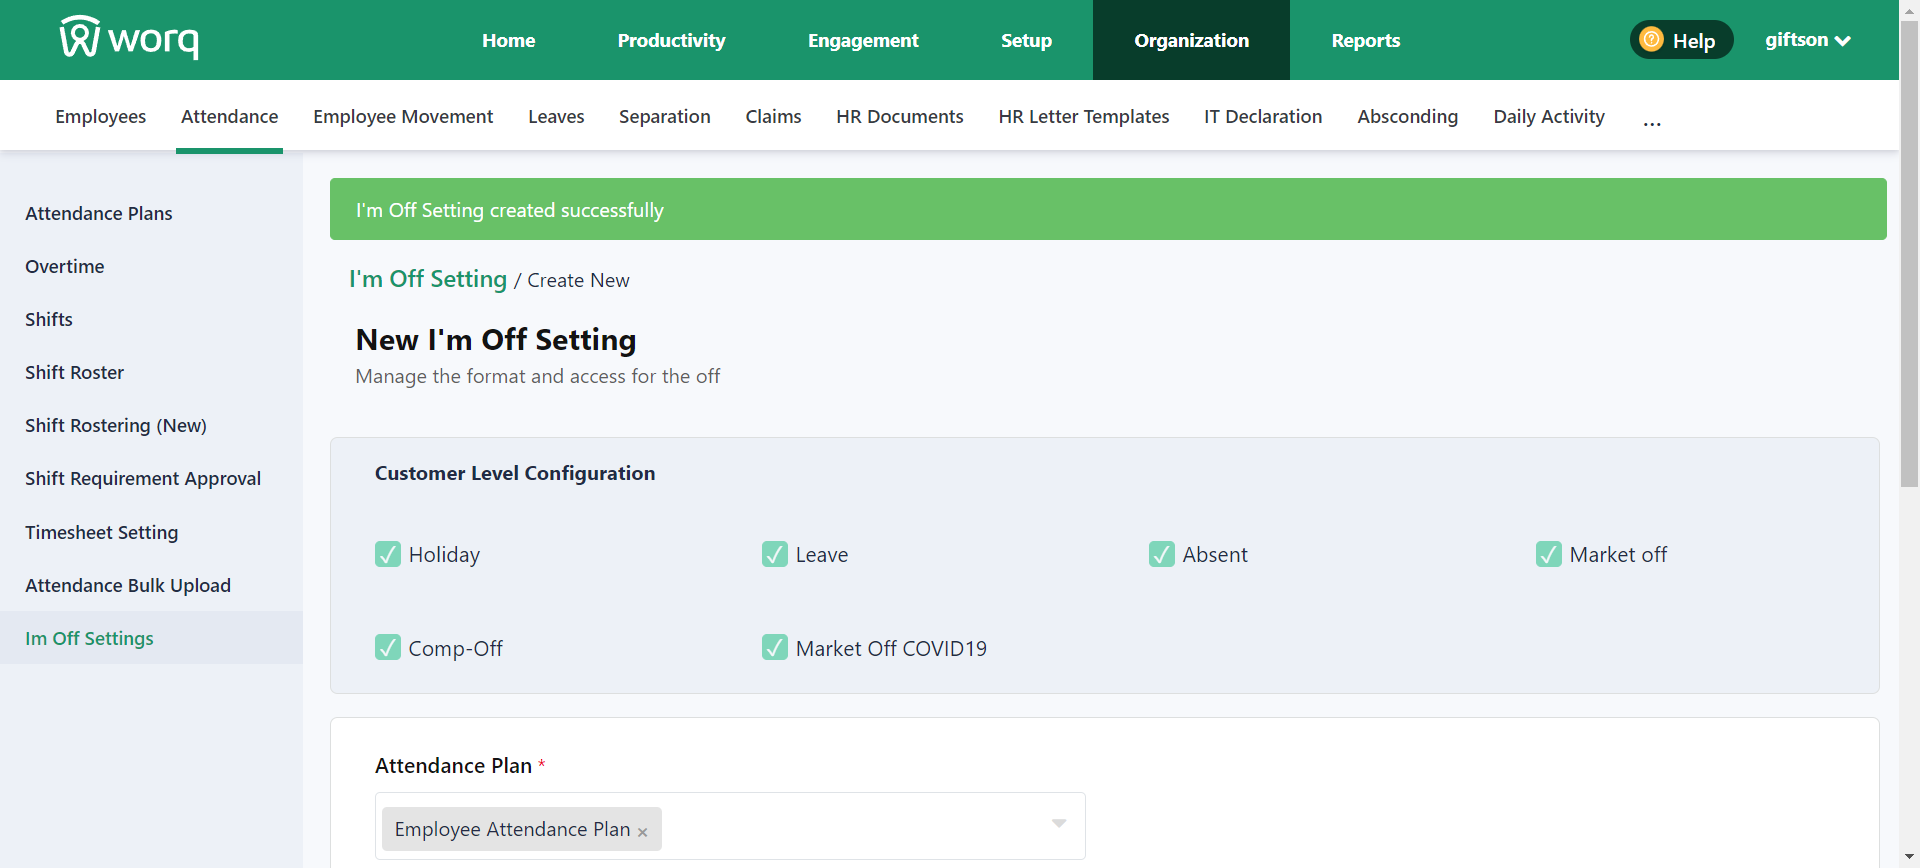 worq
Home Productivity Engagement Setup Organization Reports Help giftson
Employees Attendance Employee Movement Leaves Separation Claims HR Documents HR Letter Templates IT Declaration Absconding Daily Activity ...
Attendance Plans
Overtime
Shifts
Shift Roster
Shift Rostering (New)
Shift Requirement Approval
Timesheet Setting
Attendance Bulk Upload
Im Off Settings
I'm Off Setting created successfully
I'm Off Setting / Create New
New I'm Off Setting
Manage the format and access for the off
Customer Level Configuration
Holiday Leave Absent Market off
Comp-Off Market Off COVID19
Attendance Plan *
Employee Attendance Plan ×